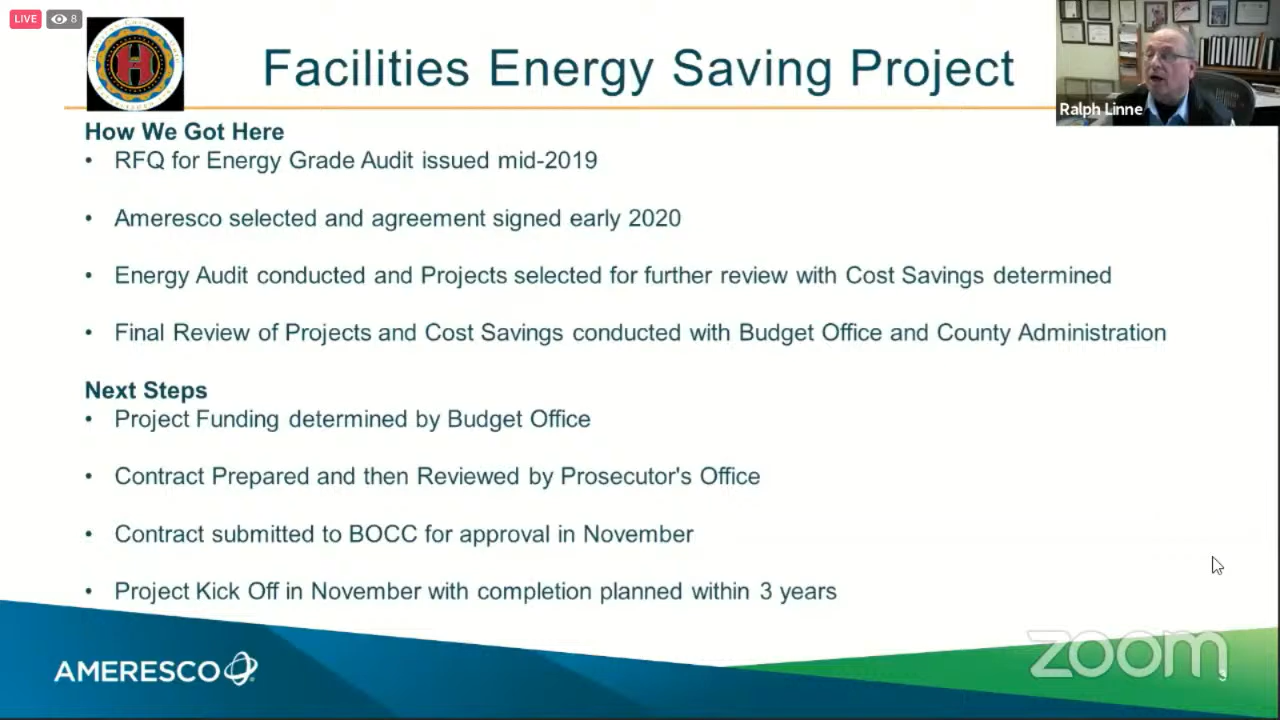 LIVE 8
Facilities Energy Saving Project
Ralph Linne
How We Got Here
• RFQ for Energy Grade Audit issued mid-2019
• Ameresco selected and agreement signed early 2020
• Energy Audit conducted and Projects selected for further review with Cost Savings determined
• Final Review of Projects and Cost Savings conducted with Budget Office and County Administration
Next Steps
• Project Funding determined by Budget Office
• Contract Prepared and then Reviewed by Prosecutor's Office
• Contract submitted to BOCC for approval in November
• Project Kick Off in November with completion planned within 3 years
AMERESCO
zoom
3